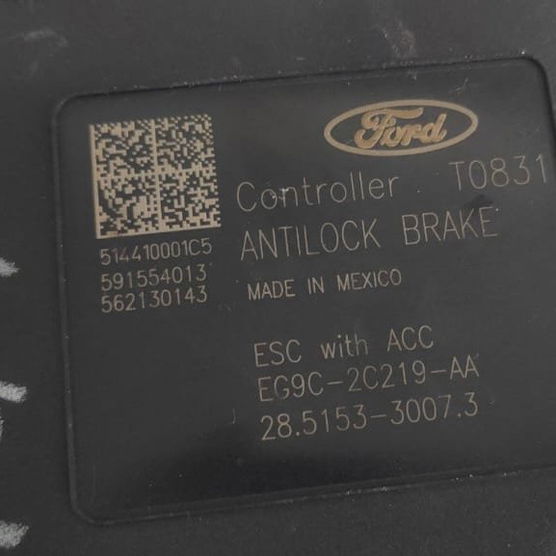 Ford
Controller T0831
ANTILOCK BRAKE
MADE IN MEXICO
514410001C5
591554013
562130143
ESC with ACC
EG9C-2C219-AA
28.5153-3007.3